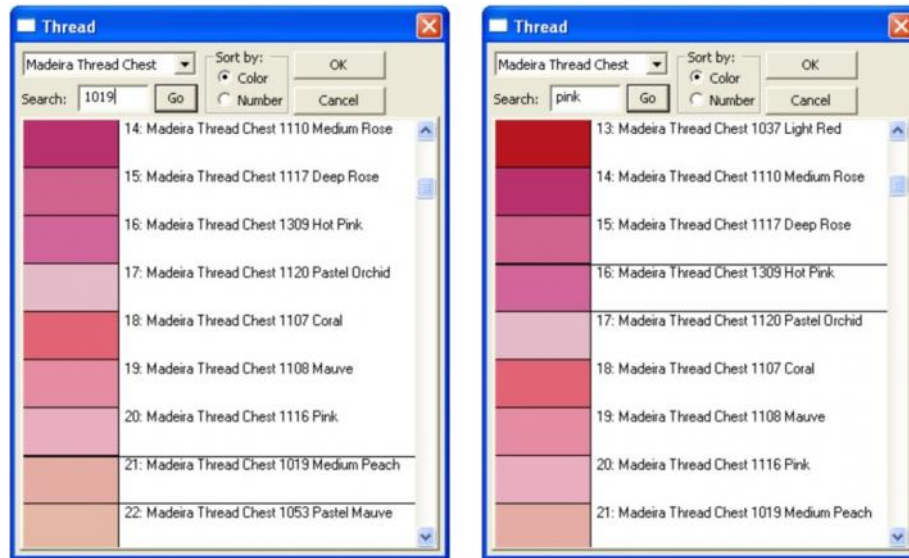 Thread
Madeira Thread Chest
Sort by:
Color
Number
OK
Search: 1019 Go
Cancel
14: Madeira Thread Chest 1110 Medium Rose
15: Madeira Thread Chest 1117 Deep Rose
16: Madeira Thread Chest 1309 Hot Pink
17: Madeira Thread Chest 1120 Pastel Orchid
18: Madeira Thread Chest 1107 Coral
19: Madeira Thread Chest 1108 Mauve
20: Madeira Thread Chest 1116 Pink
21: Madeira Thread Chest 1019 Medium Peach
22: Madeira Thread Chest 1053 Pastel Mauve
Thread
Madeira Thread Chest
Sort by:
Color
Number
OK
Search: pink Go
Cancel
13: Madeira Thread Chest 1037 Light Red
14: Madeira Thread Chest 1110 Medium Rose
15: Madeira Thread Chest 1117 Deep Rose
16: Madeira Thread Chest 1309 Hot Pink
17: Madeira Thread Chest 1120 Pastel Orchid
18: Madeira Thread Chest 1107 Coral
19: Madeira Thread Chest 1108 Mauve
20: Madeira Thread Chest 1116 Pink
21: Madeira Thread Chest 1019 Medium Peach